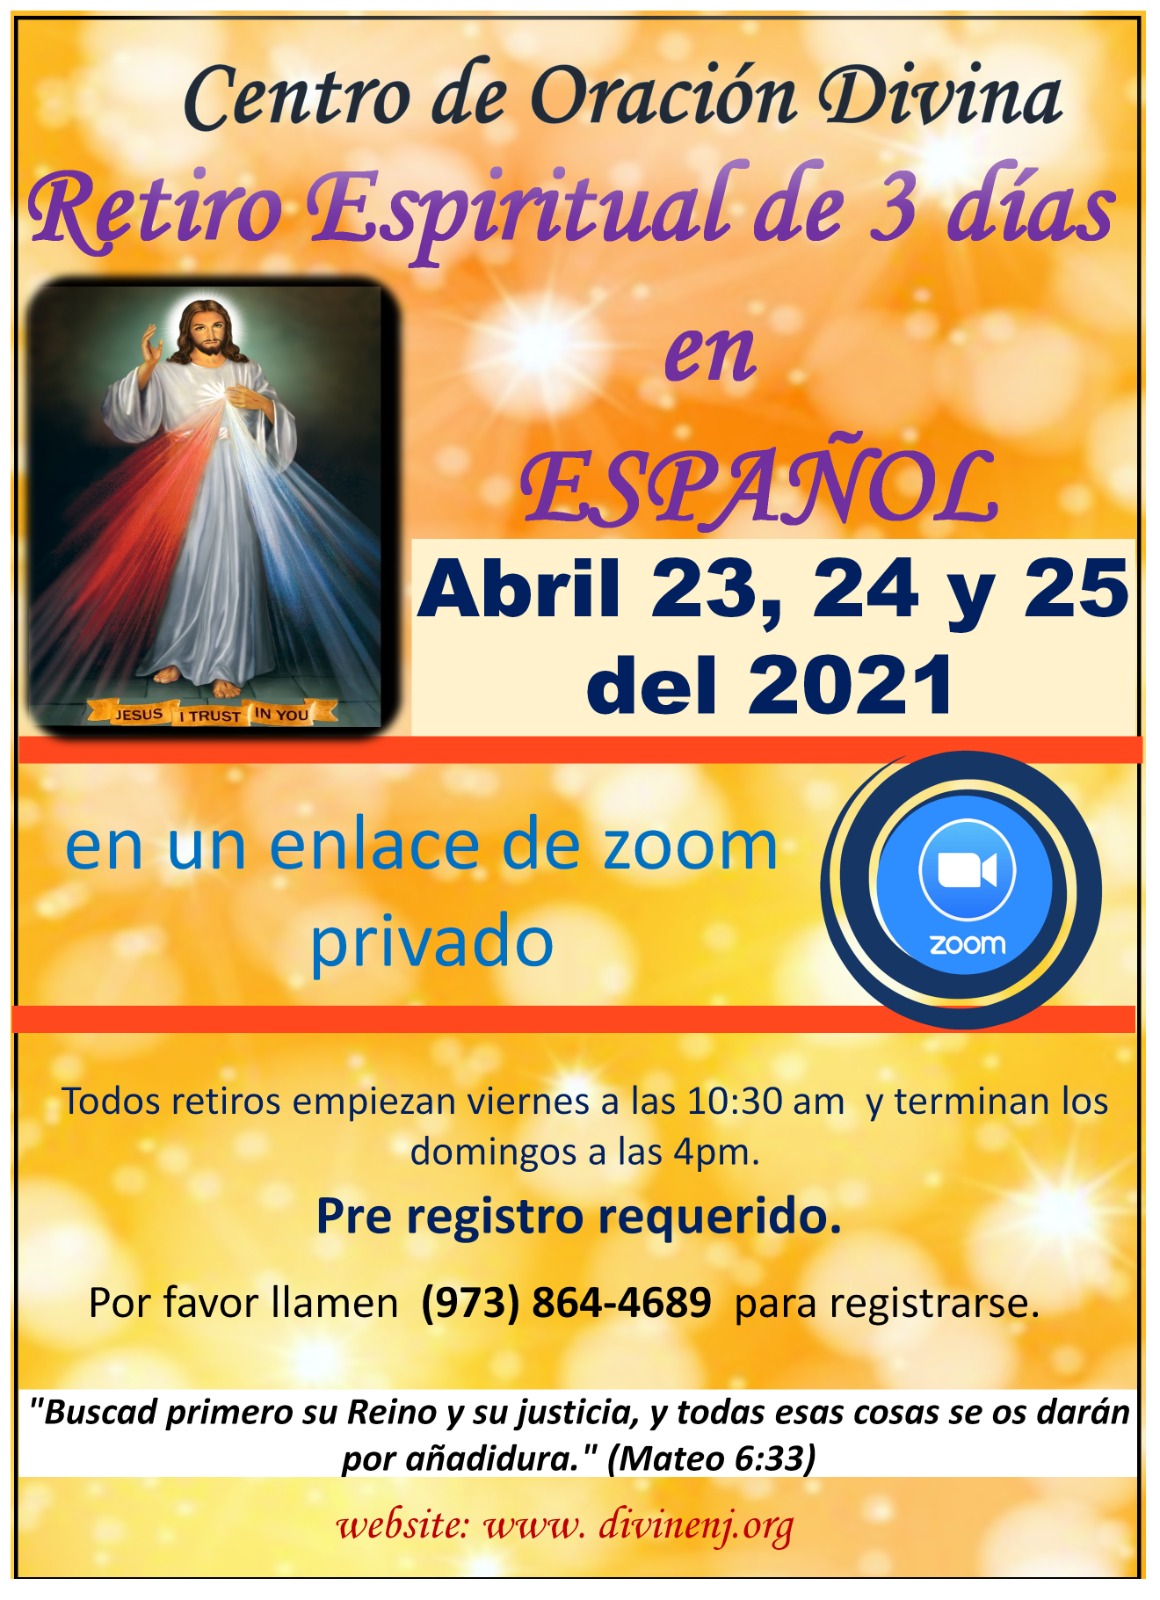 Centro de Oración Divina
Retiro Espiritual de 3 días
en
ESPAÑOL
Abril 23, 24 y 25
del 2021
JESUS I TRUST IN YOU
en un enlace de zoom
privado
zoom
Todos retiros empiezan viernes a las 10:30 am y terminan los
domingos a las 4pm.
Pre registro requerido.
Por favor llamen (973) 864-4689 para registrarse.
"Buscad primero su Reino y su justicia, y todas esas cosas se os darán
por añadidura." (Mateo 6:33)
website: www. divinenj.org